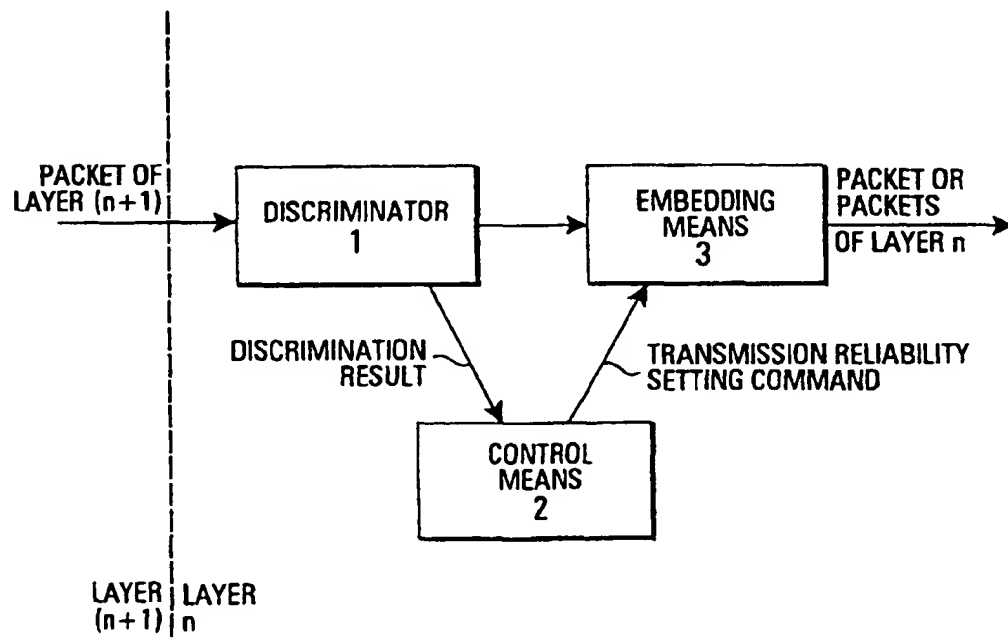 PACKET OF
LAYER (n+1)
DISCRIMINATOR
1
EMBEDDING
MEANS
3
PACKET OR
PACKETS
OF LAYER n
DISCRIMINATION
RESULT
TRANSMISSION RELIABILITY
SETTING COMMAND
CONTROL
MEANS
2
LAYER
(n+1)
LAYER
n